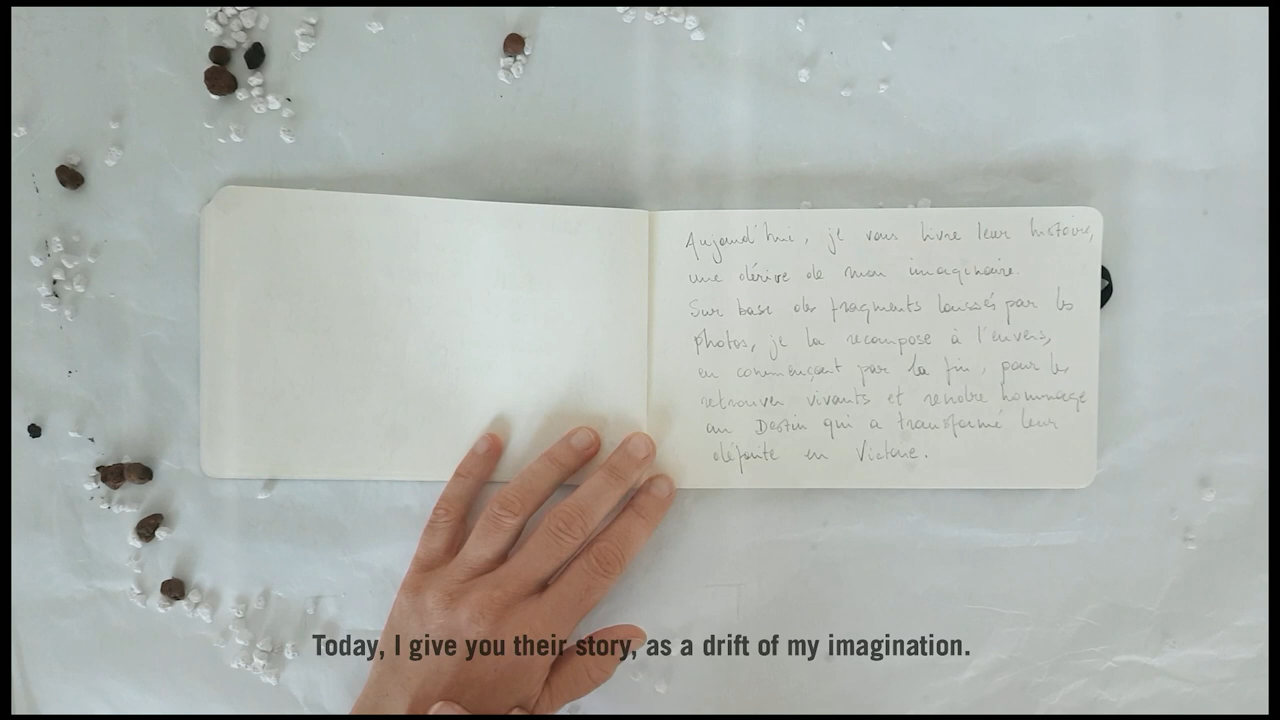 Aujourd'hui, je vous livre leur histoire,
une dérive de mon imaginaire.
Sur base des fragments laissés par les
photos, je la recompose à l'envers,
en commençant par la fin, pour les
retrouver vivants et rendre hommage
au Destin qui a transformé leur
défaite en Victoire.
Today, I give you their story, as a drift of my imagination.